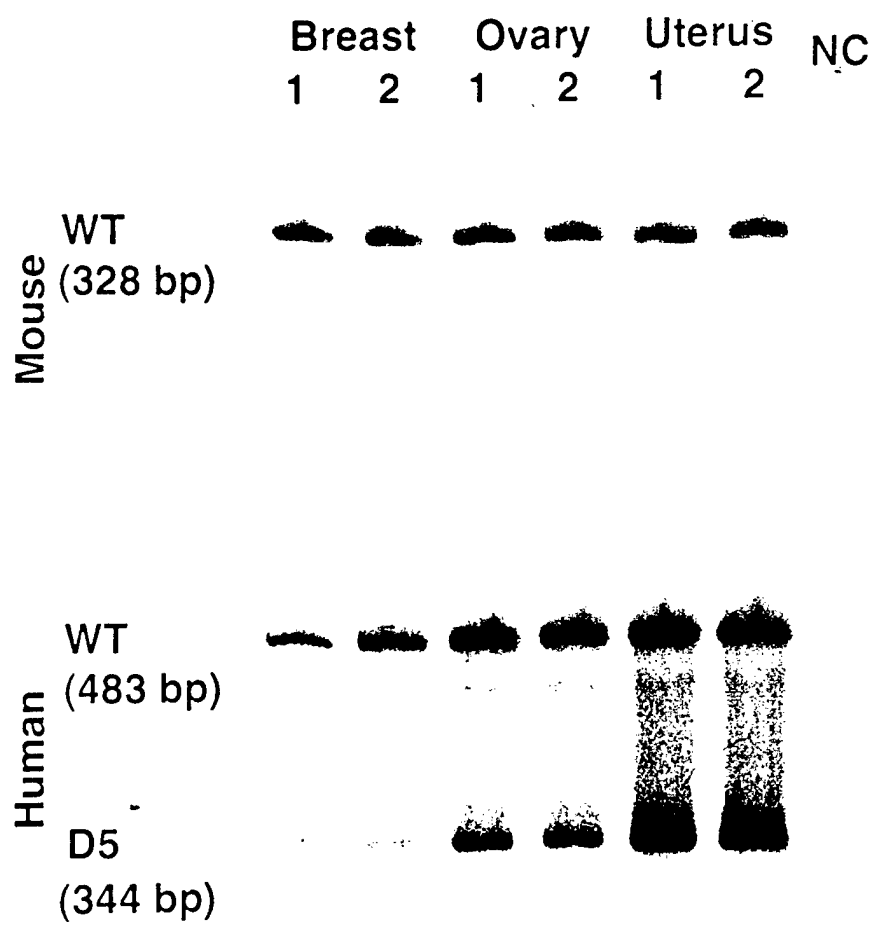 Breast Ovary Uterus NC
1 2 1 2 1 2
Mouse
WT
(328 bp)
Human
WT
(483 bp)
D5
(344 bp)